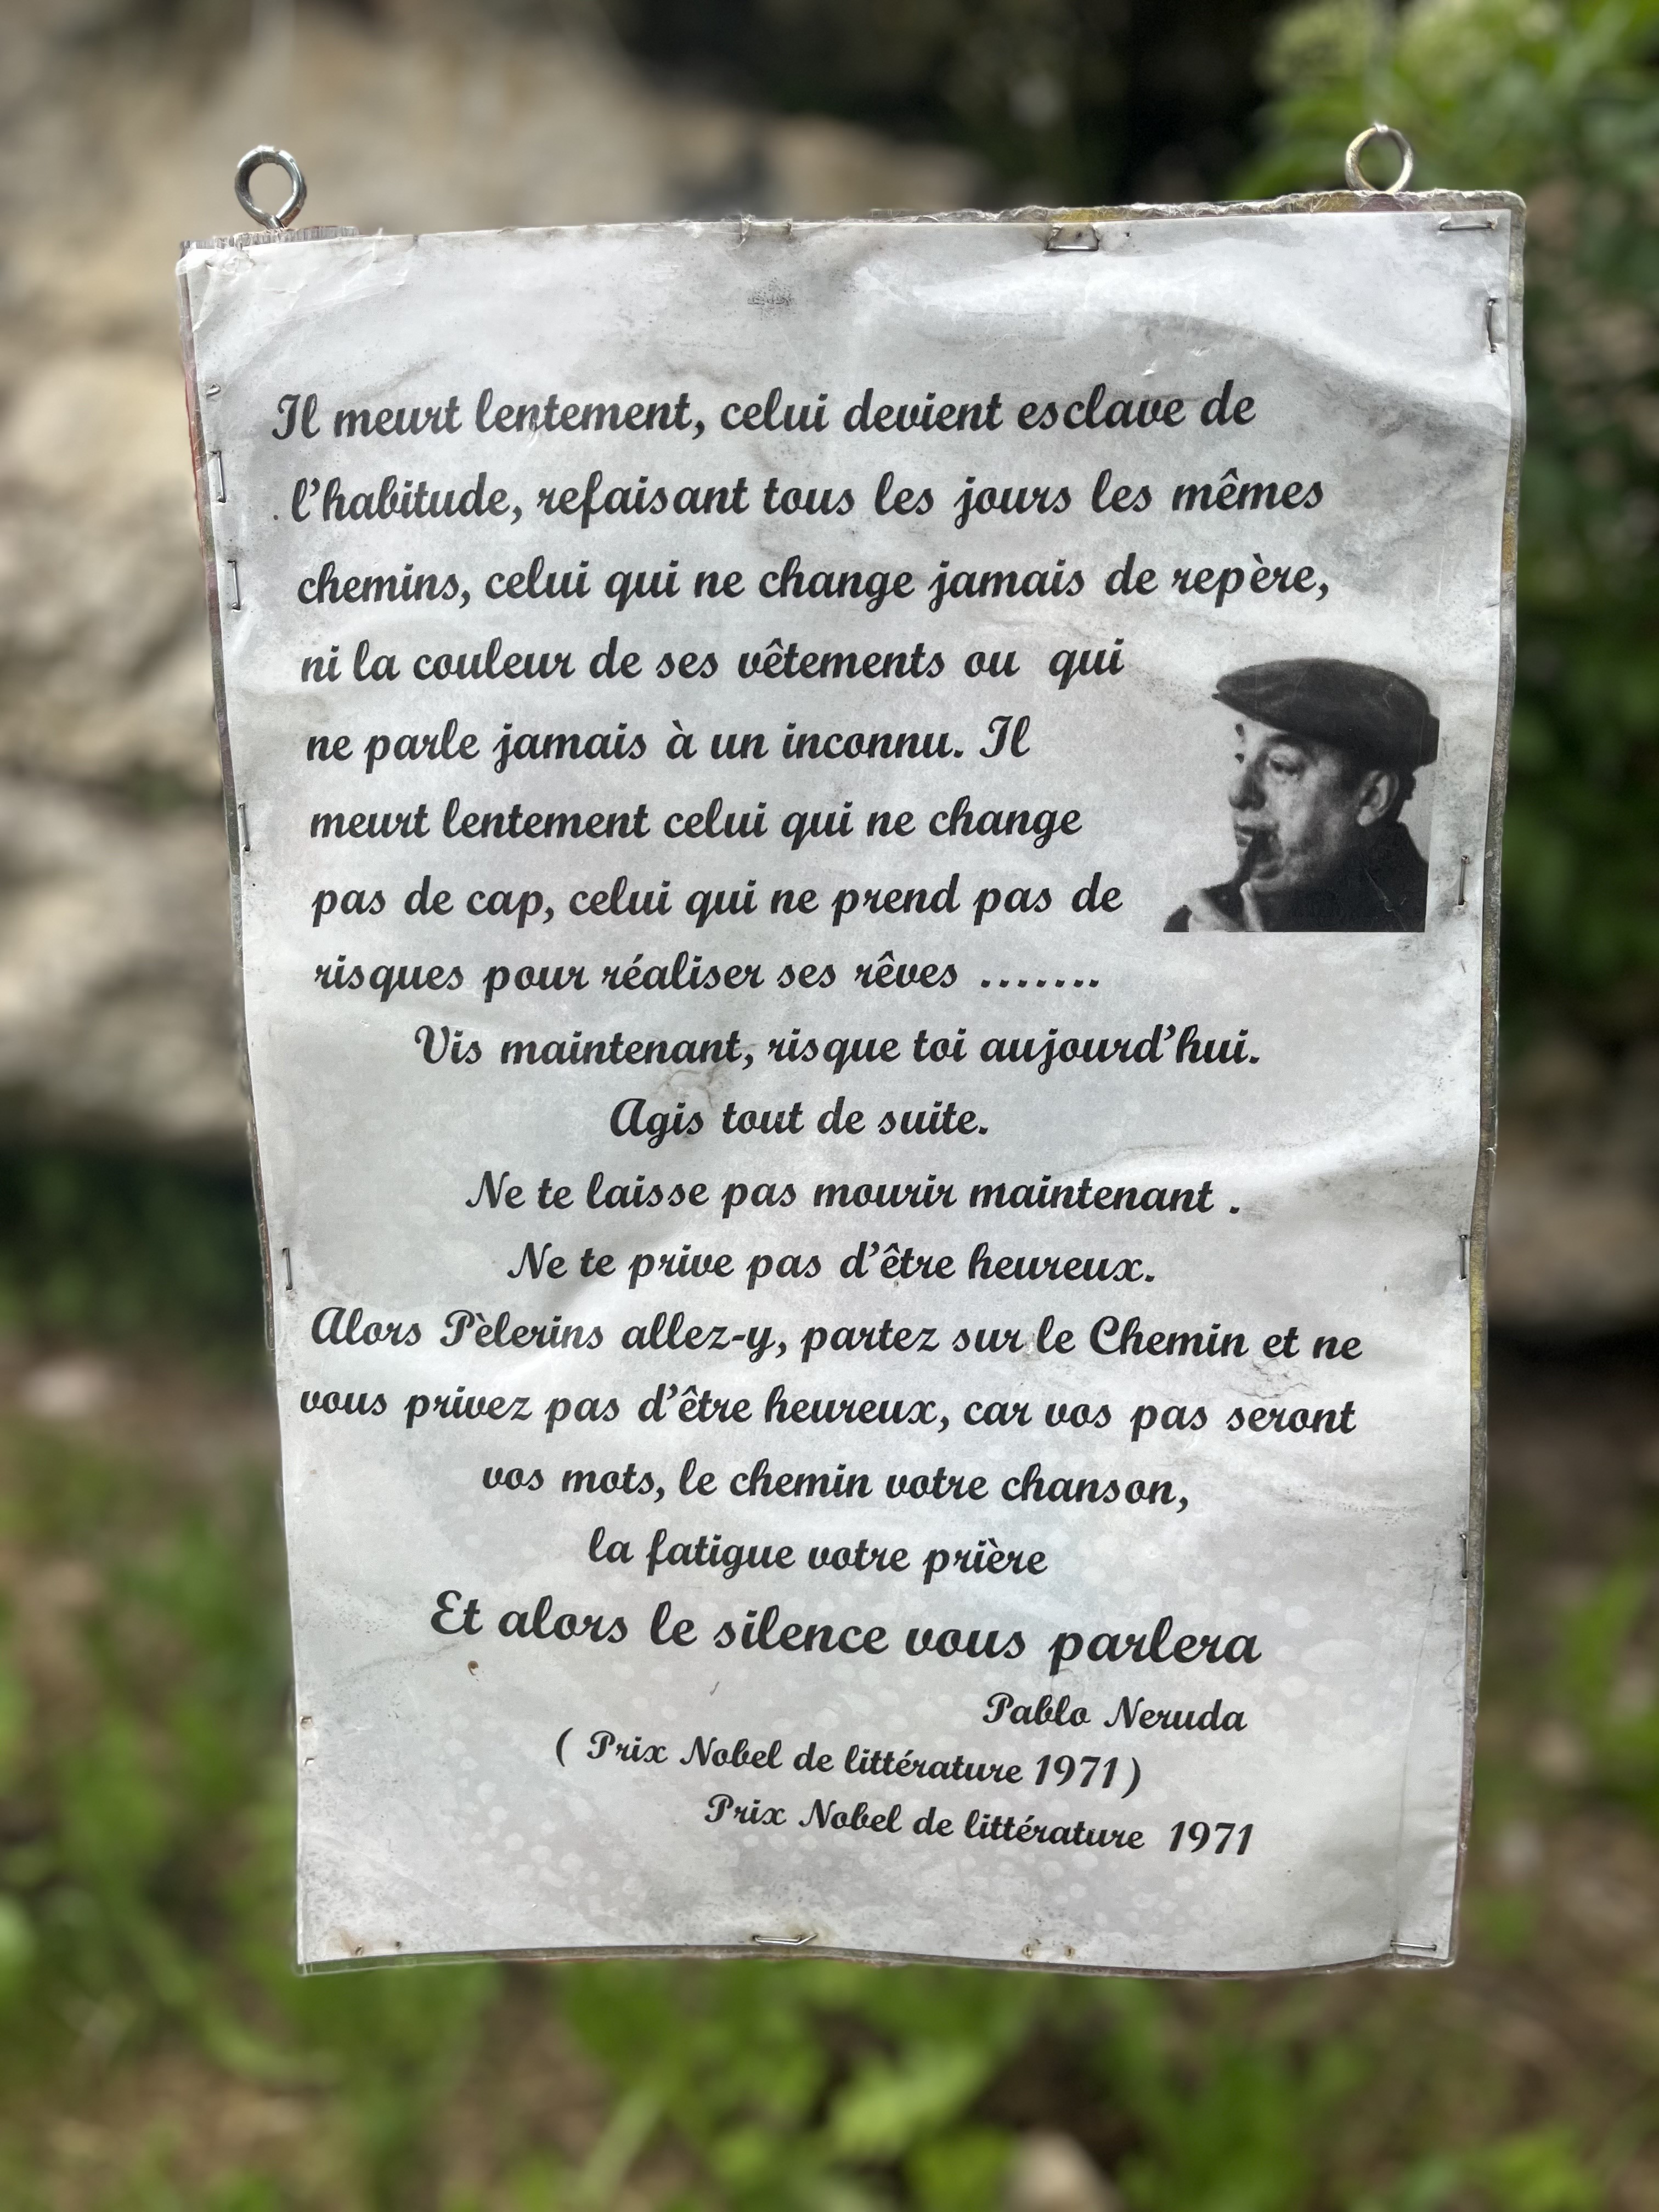 Il meurt lentement, celui devient esclave de
l'habitude, refaisant tous les jours les mêmes
chemins, celui qui ne change jamais de repère,
ni la couleur de ses vêtements ou qui
ne parle jamais à un inconnu. Il
meurt lentement celui qui ne change
pas de cap, celui qui ne prend pas de
risques pour réaliser ses rêves .......
Vis maintenant, risque toi aujourd'hui.
Agis tout de suite.
Ne te laisse pas mourir maintenant .
Ne te prive pas d'être heureux.
Alors Pèlerins allez-y, partez sur le Chemin et ne
vous privez pas d'être heureux, car vos pas seront
vos mots, le chemin votre chanson,
la fatigue votre prière
Et alors le silence vous parlera
Pablo Neruda
( Prix Nobel de littérature 1971)
Prix Nobel de littérature 1971